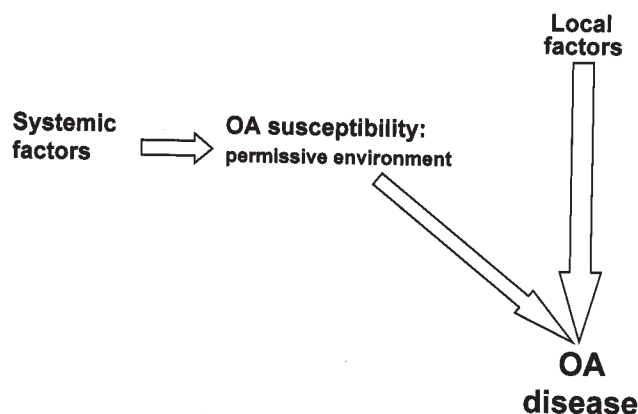 Local
factors
Systemic
factors
OA susceptibility:
permissive environment
OA
disease